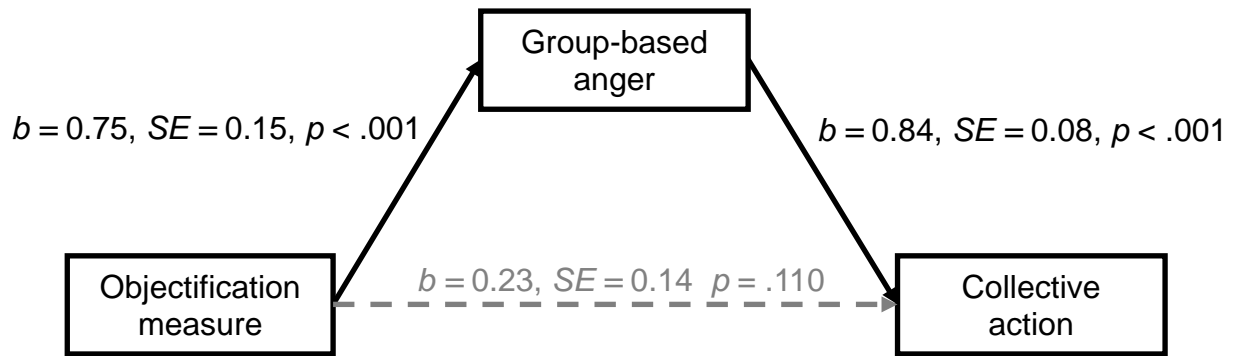 Group-based
anger
b = 0.75, SE = 0.15, p < .001
b = 0.84, SE = 0.08, p < .001
Objectification
measure
b = 0.23, SE = 0.14 p = .110
Collective
action